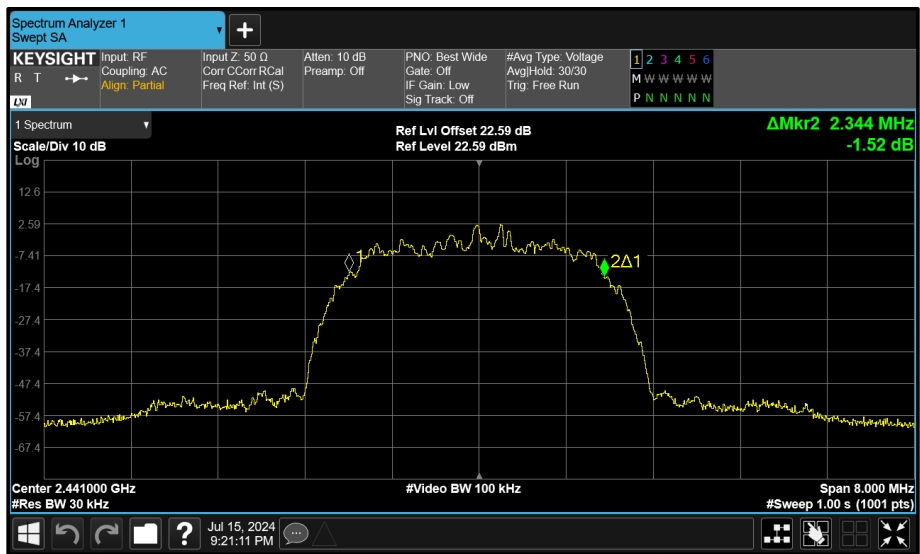 Spectrum Analyzer 1
Swept SA
+
KEYSIGHT
R T
LXI
Input: RF
Coupling: AC
Align: Partial
Input Z: 50 Ω
Corr CCorr RCal
Freq Ref: Int (S)
Atten: 10 dB
Preamp: Off
PNO: Best Wide
Gate: Off
IF Gain: Low
Sig Track: Off
#Avg Type: Voltage
Avg|Hold: 30/30
Trig: Free Run
1 2 3 4 5 6
M W W W W W
P N N N N N
1 Spectrum
Scale/Div 10 dB
Ref Lvl Offset 22.59 dB
Ref Level 22.59 dBm
ΔMkr2 2.344 MHz
-1.52 dB
Log
12.6
2.59
-7.41
-17.4
-27.4
-37.4
-47.4
-57.4
-67.4
1
2Δ1
Center 2.441000 GHz
#Res BW 30 kHz
#Video BW 100 kHz
Span 8.000 MHz
#Sweep 1.00 s (1001 pts)
?
Jul 15, 2024
9:21:11 PM